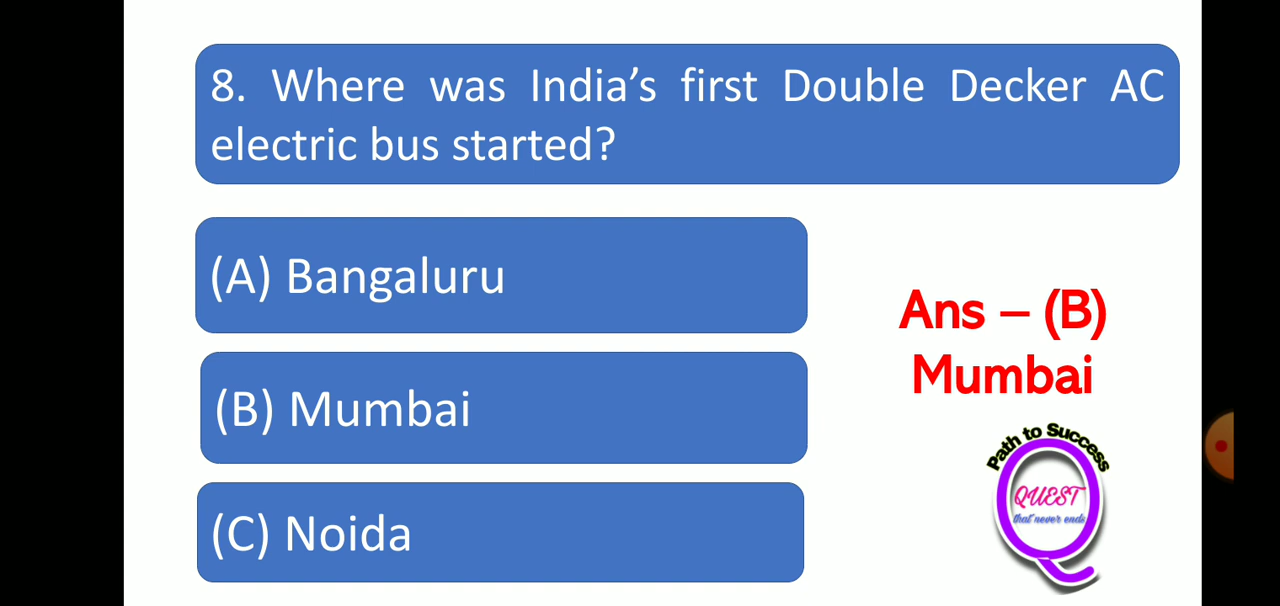 8. Where was India’s first Double Decker AC
electric bus started?
(A) Bangaluru
(B) Mumbai
(C) Noida
Ans – (B)
Mumbai
Path to Success
QUEST
that never ends